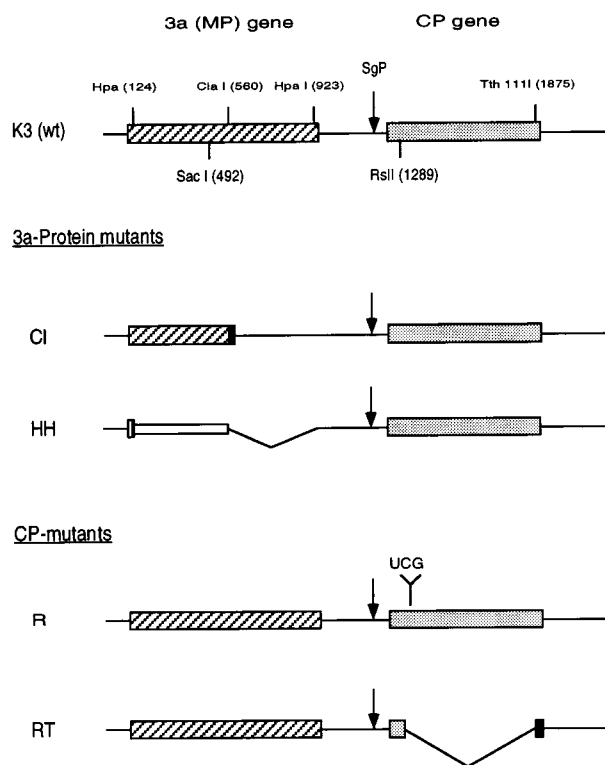 3a (MP) gene CP gene
SgP
Hpa (124) Cla I (560) Hpa I (923) Tth 111I (1875)
K3 (wt)
Sac I (492) RsII (1289)
3a-Protein mutants
CI
HH
CP-mutants
UCG
R
RT